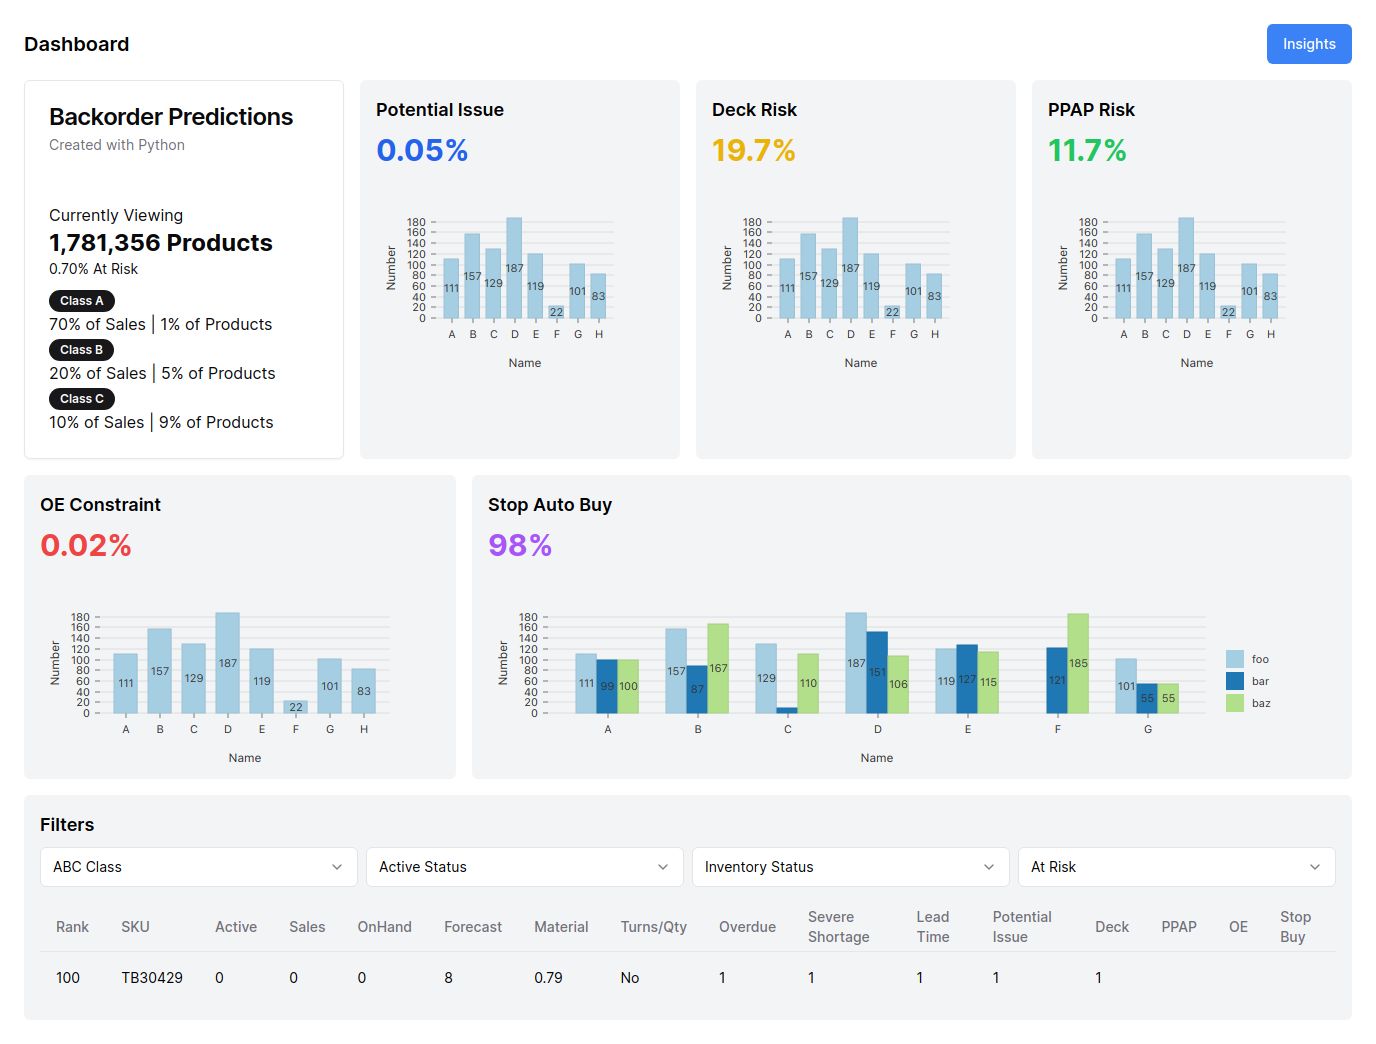 Dashboard
Insights
Backorder Predictions
Created with Python
Currently Viewing
1,781,356 Products
0.70% At Risk
Class A
70% of Sales | 1% of Products
Class B
20% of Sales | 5% of Products
Class C
10% of Sales | 9% of Products
Potential Issue
0.05%
Number
180
160
140
120
100
80
60
40
20
0
111 157 129 187 119 22 101 83
A B C D E F G H
Name
Deck Risk
19.7%
Number
180
160
140
120
100
80
60
40
20
0
111 157 129 187 119 22 101 83
A B C D E F G H
Name
PPAP Risk
11.7%
Number
180
160
140
120
100
80
60
40
20
0
111 157 129 187 119 22 101 83
A B C D E F G H
Name
OE Constraint
0.02%
Number
180
160
140
120
100
80
60
40
20
0
111 157 129 187 119 22 101 83
A B C D E F G H
Name
Stop Auto Buy
98%
Number
180
160
140
120
100
80
60
40
20
0
111 99 100 157 87 167 129 110 187 151 106 119 127 115 121 185 101 55 55
A B C D E F G
Name
foo
bar
baz
Filters
ABC Class Active Status Inventory Status At Risk
Rank SKU Active Sales OnHand Forecast Material Turns/Qty Overdue Severe Shortage Lead Time Potential Issue Deck PPAP OE Stop Buy
100 TB30429 0 0 0 8 0.79 No 1 1 1 1 1